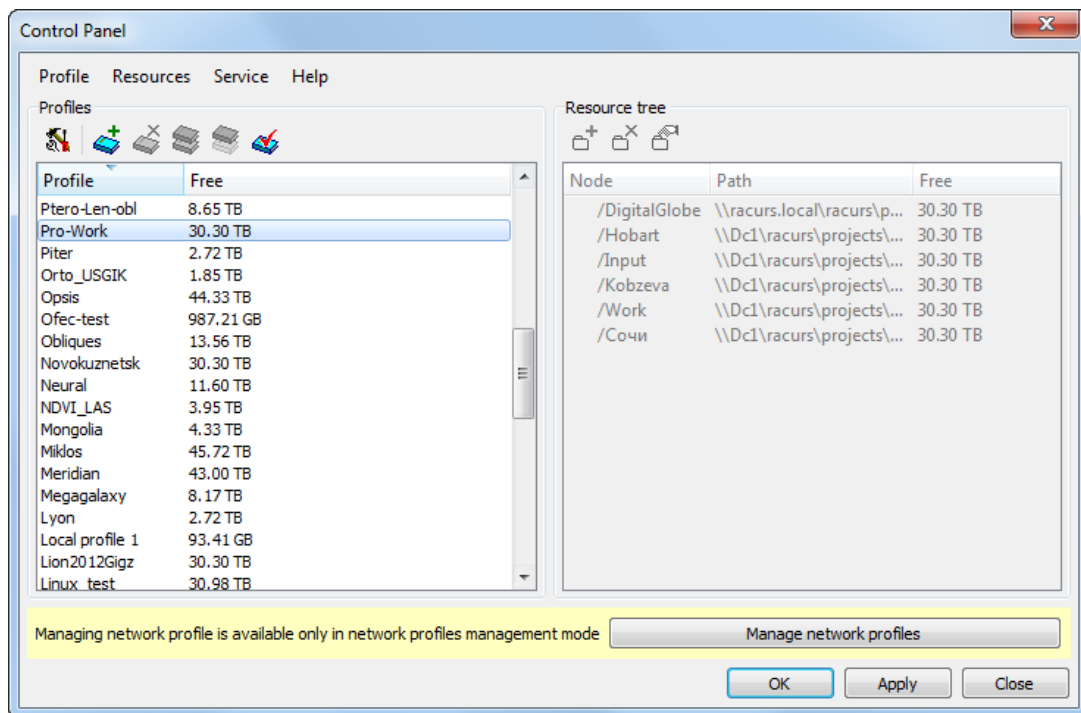 Control Panel
Profile Resources Service Help
Profiles
Profile Free
Ptero-Len-obl 8.65 TB
Pro-Work 30.30 TB
Piter 2.72 TB
Orto_USGIK 1.85 TB
Opsis 44.33 TB
Ofec-test 987.21 GB
Obliques 13.56 TB
Novokuznetsk 30.30 TB
Neural 11.60 TB
NDVI_LAS 3.95 TB
Mongolia 4.33 TB
Miklos 45.72 TB
Meridian 43.00 TB
Megagalaxy 8.17 TB
Lyon 2.72 TB
Local profile 1 93.41 GB
Lion2012Gigz 30.30 TB
Linux_test 30.98 TB
Resource tree
Node Path Free
/DigitalGlobe \\racurs.local\racurs\p... 30.30 TB
/Hobart \\Dc1\racurs\projects\... 30.30 TB
/Input \\Dc1\racurs\projects\... 30.30 TB
/Kobzeva \\Dc1\racurs\projects\... 30.30 TB
/Work \\Dc1\racurs\projects\... 30.30 TB
/Сочи \\Dc1\racurs\projects\... 30.30 TB
Managing network profile is available only in network profiles management mode Manage network profiles
OK Apply Close